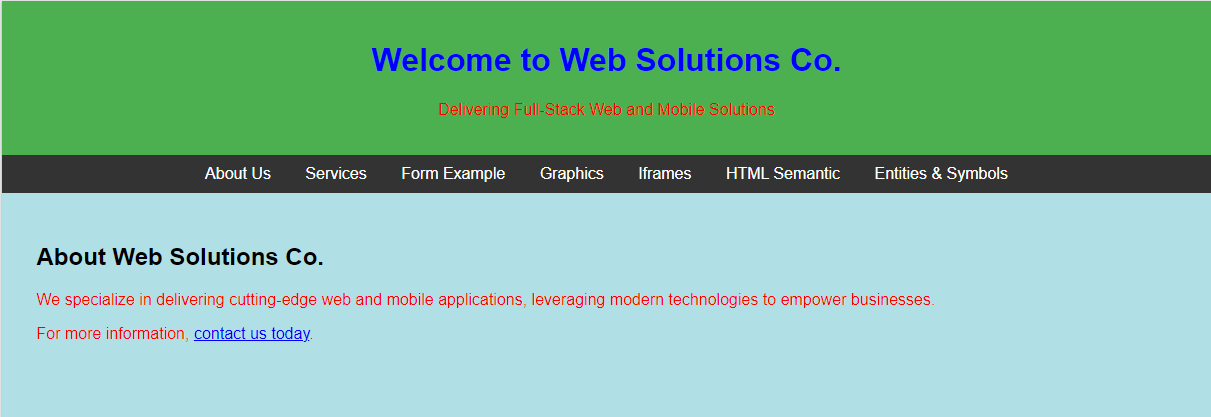 Welcome to Web Solutions Co.
Delivering Full-Stack Web and Mobile Solutions
About Us Services Form Example Graphics Iframes HTML Semantic Entities & Symbols
About Web Solutions Co.
We specialize in delivering cutting-edge web and mobile applications, leveraging modern technologies to empower businesses.
For more information, contact us today.